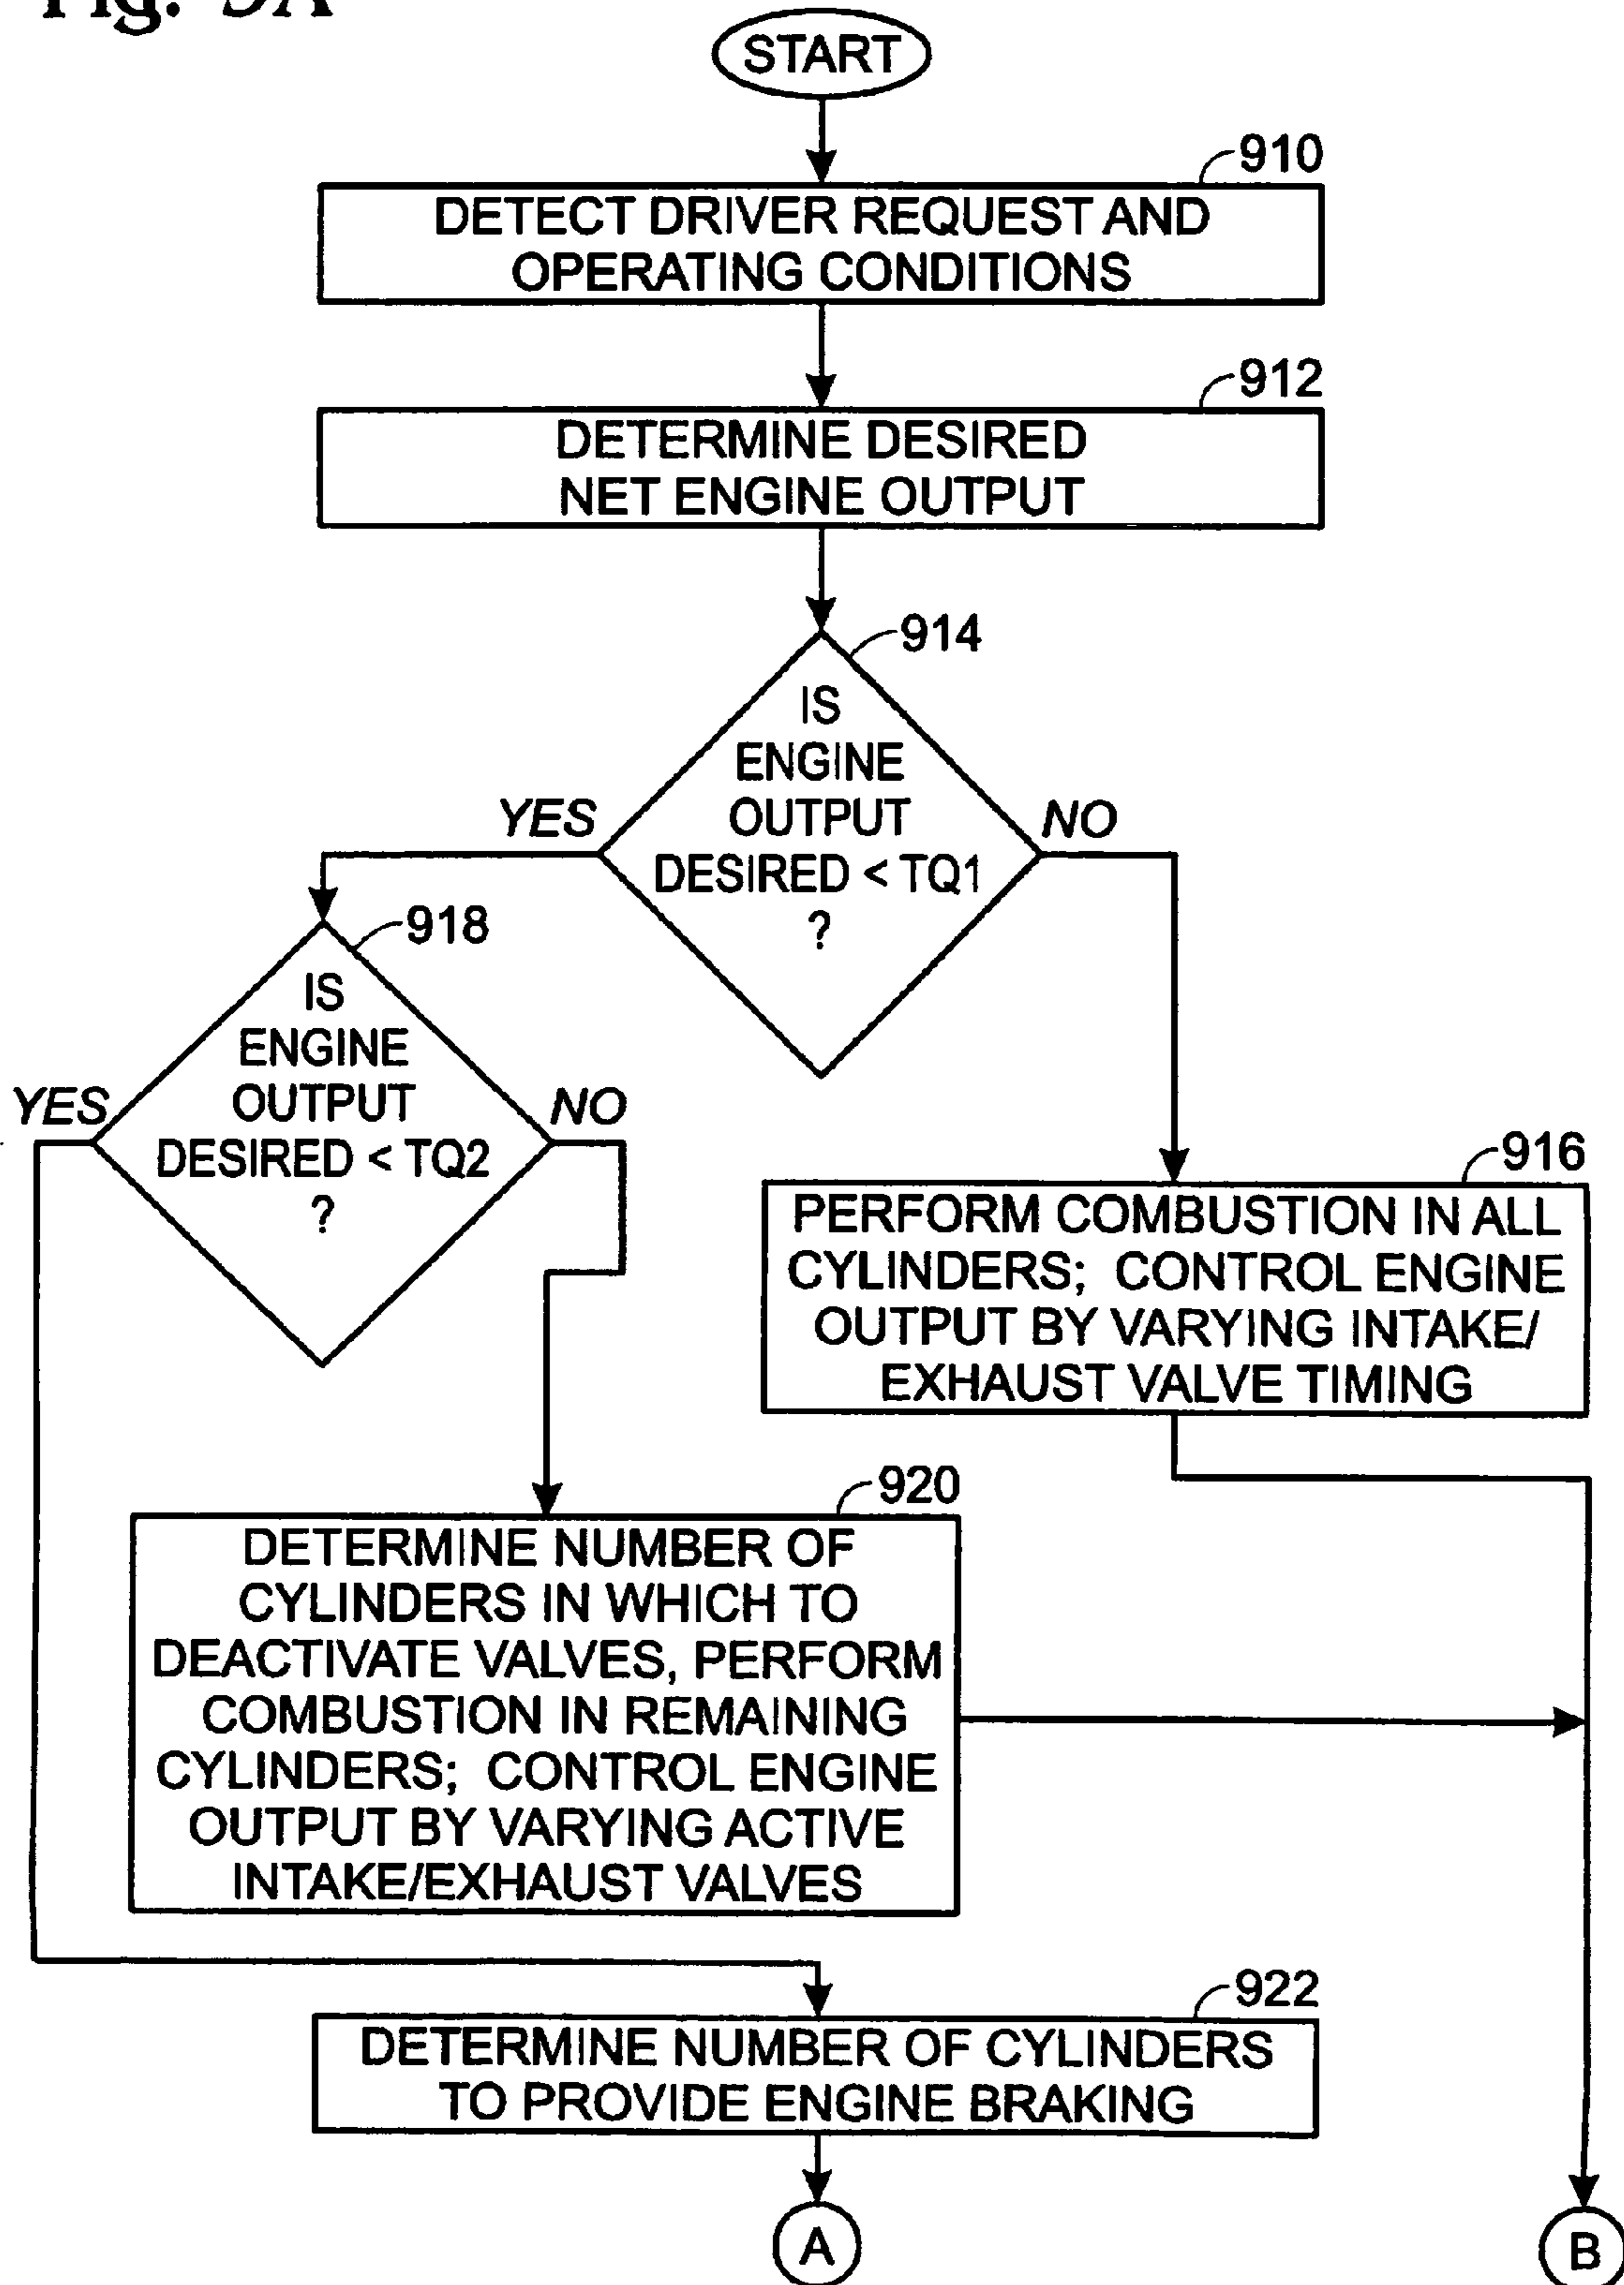 Fig. 9A
START
910
DETECT DRIVER REQUEST AND
OPERATING CONDITIONS
912
DETERMINE DESIRED
NET ENGINE OUTPUT
914
IS
ENGINE
OUTPUT
DESIRED < TQ1
?
YES
NO
918
IS
ENGINE
OUTPUT
DESIRED < TQ2
?
YES
NO
916
PERFORM COMBUSTION IN ALL
CYLINDERS; CONTROL ENGINE
OUTPUT BY VARYING INTAKE/
EXHAUST VALVE TIMING
920
DETERMINE NUMBER OF
CYLINDERS IN WHICH TO
DEACTIVATE VALVES, PERFORM
COMBUSTION IN REMAINING
CYLINDERS; CONTROL ENGINE
OUTPUT BY VARYING ACTIVE
INTAKE/EXHAUST VALVES
922
DETERMINE NUMBER OF CYLINDERS
TO PROVIDE ENGINE BRAKING
A
B